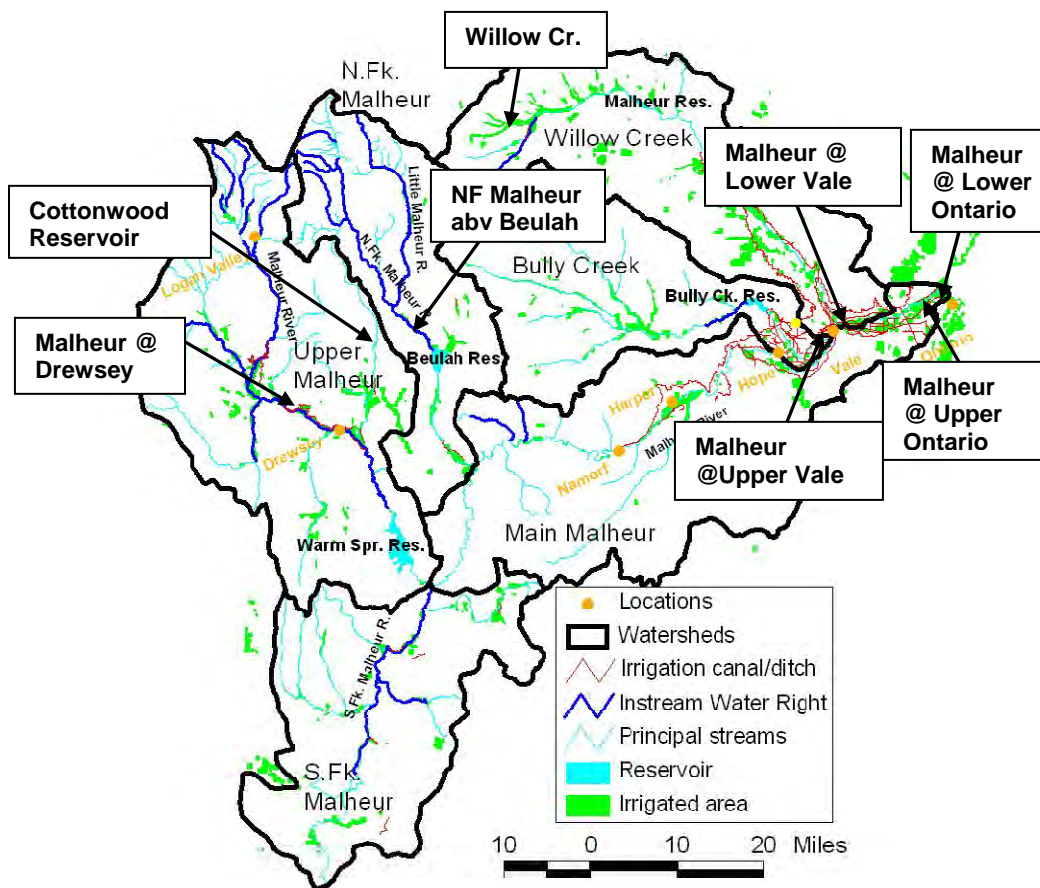 Willow Cr.
N.Fk.
Malheur
Malheur Res.
Willow Creek
Malheur @
Lower Vale
Malheur
@ Lower
Ontario
Cottonwood
Reservoir
NF Malheur
abv Beulah
Little Malheur R.
N.Fk. Malheur
Logan Valle
Malheur River
Bully Creek
Bully Ck. Res.
Malheur @
Drewsey
Upper
Malheur
Beulah Res.
Hope
Vale
Ontario
Harper
Malheur
@ Upper
Ontario
Drewsby
Namorf
Malheur
@Upper Vale
Main Malheur
Warm Spr. Res.
S.Fk. Malheur R.
S.Fk.
Malheur
Locations
Watersheds
Irrigation canal/ditch
Instream Water Right
Principal streams
Reservoir
Irrigated area
10 0 10 20 Miles